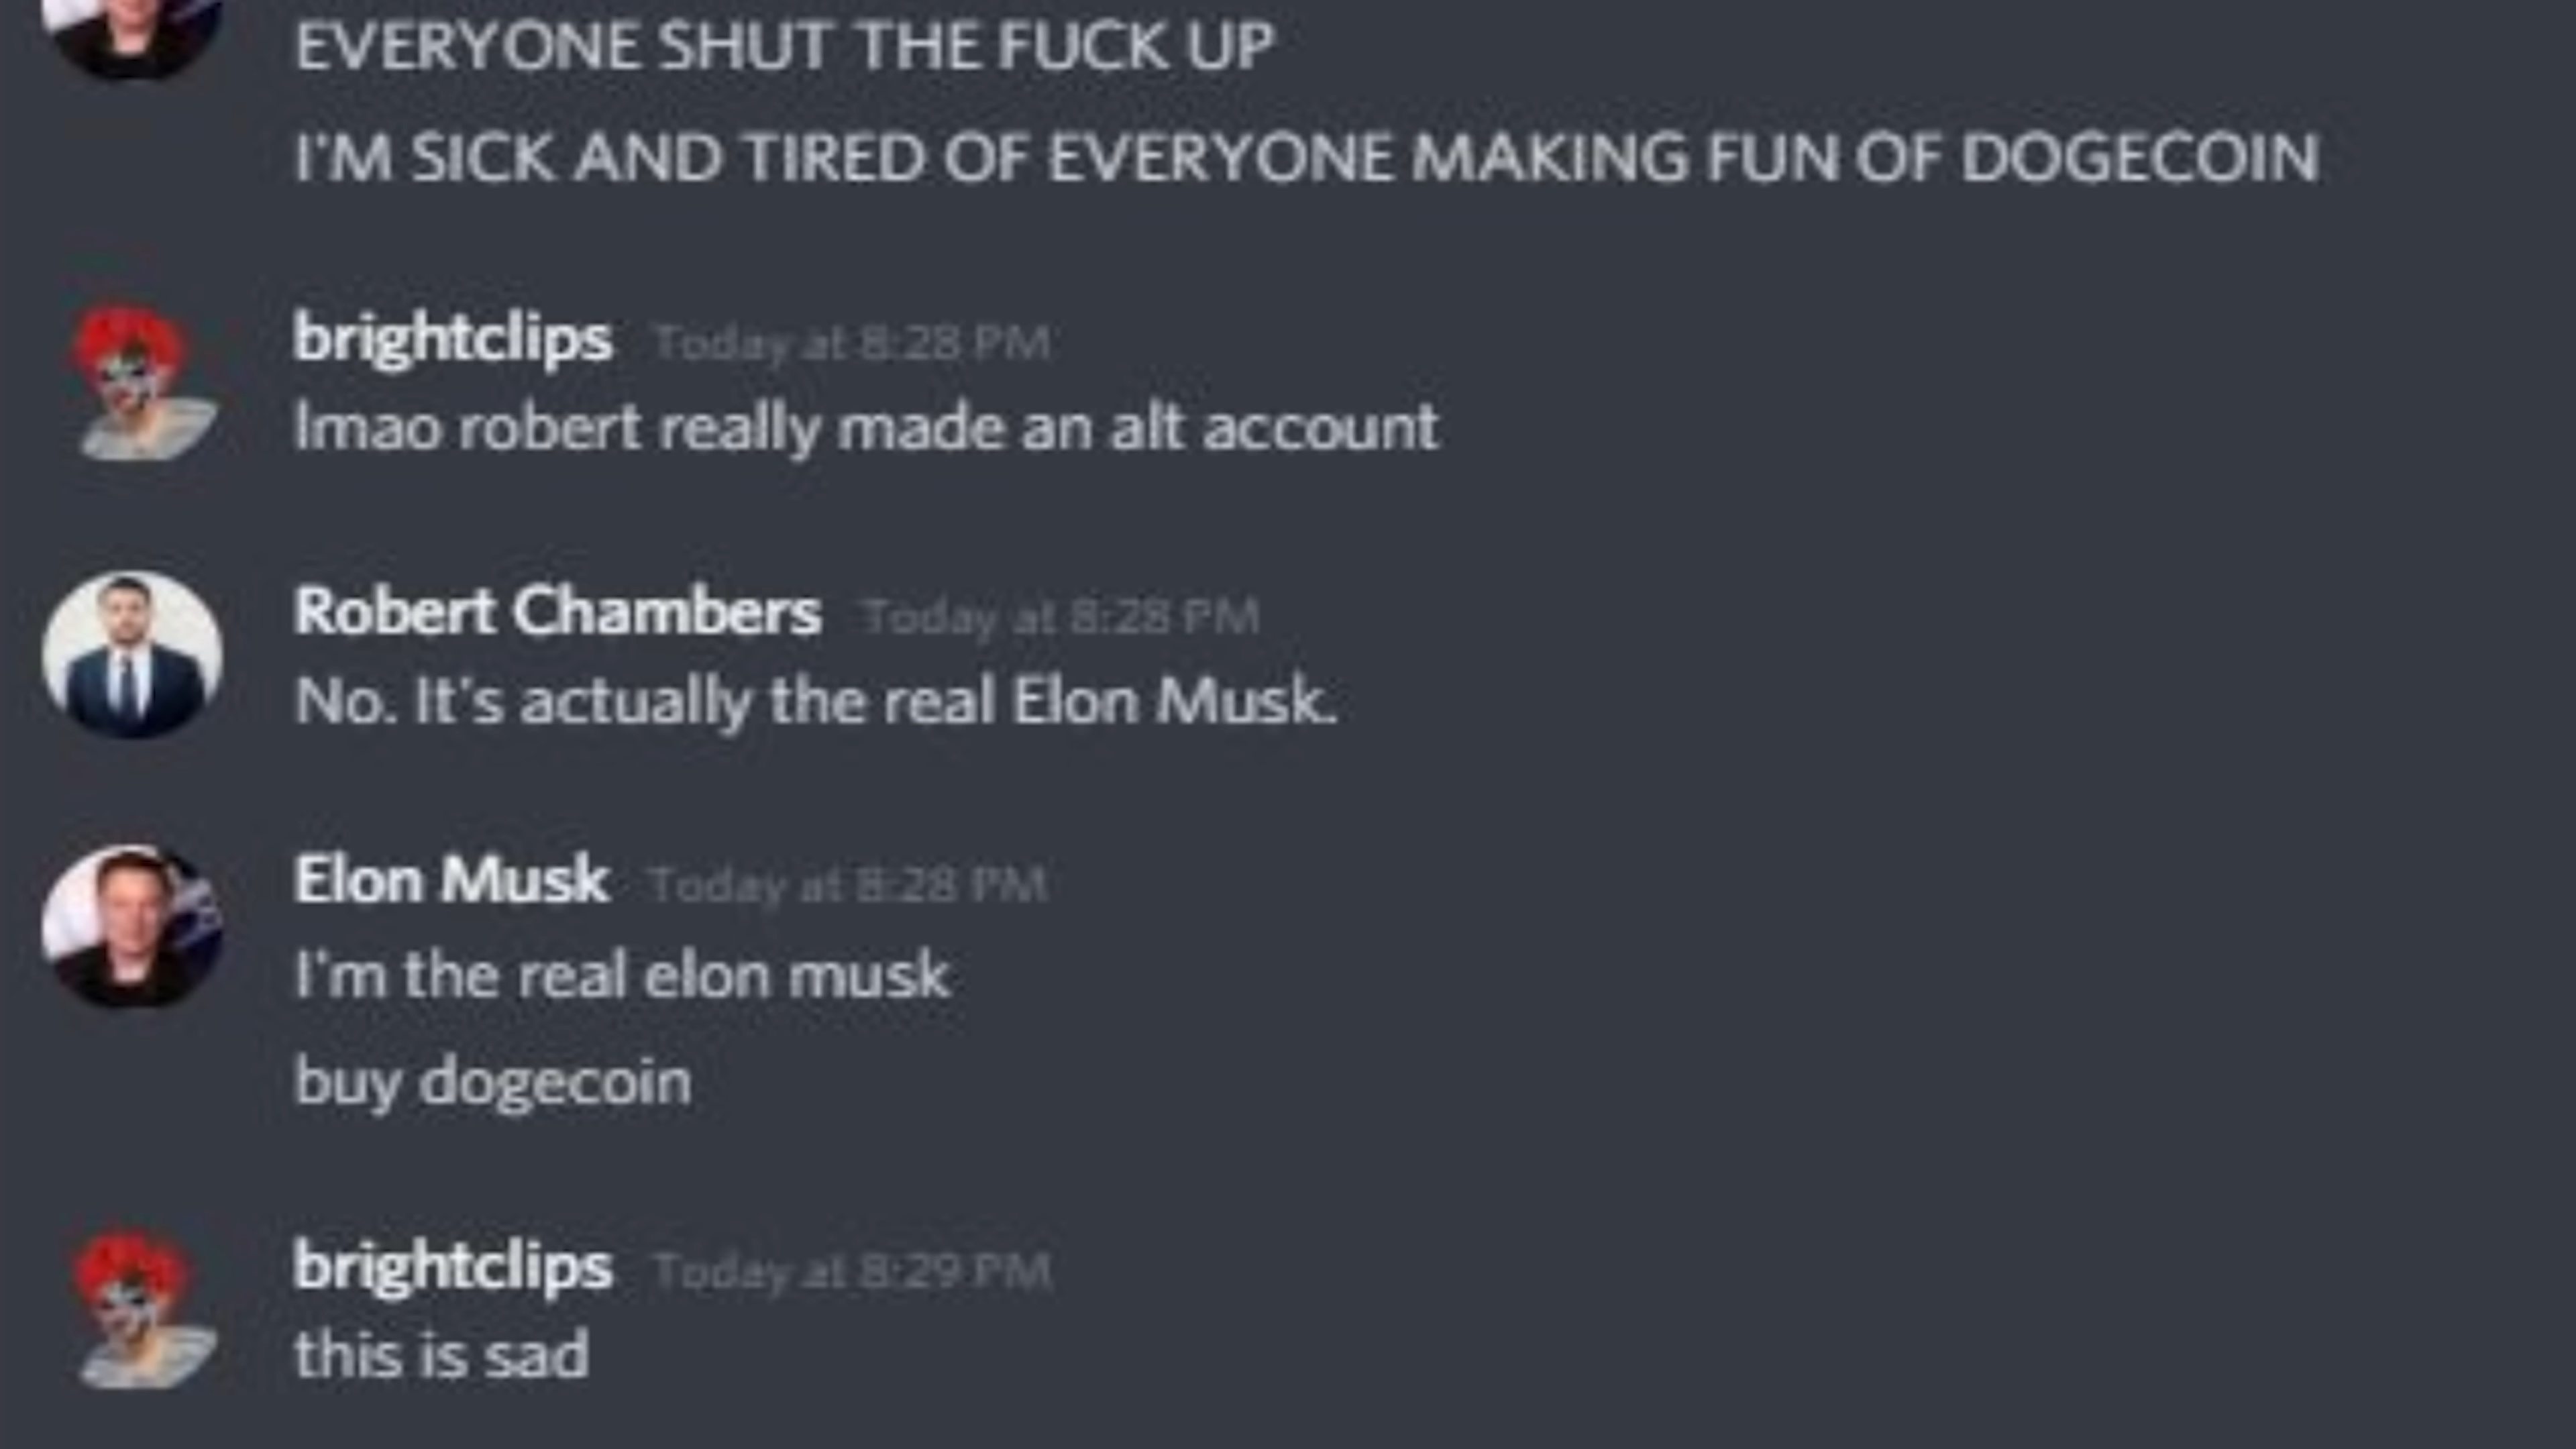 EVERYONE SHUT THE FUCK UP
I'M SICK AND TIRED OF EVERYONE MAKING FUN OF DOGECOIN
brightclips Today at 8:28 PM
lmao robert really made an alt account
Robert Chambers Today at 8:28 PM
No. It's actually the real Elon Musk.
Elon Musk Today at 8:28 PM
I'm the real elon musk
buy dogecoin
brightclips Today at 8:29 PM
this is sad